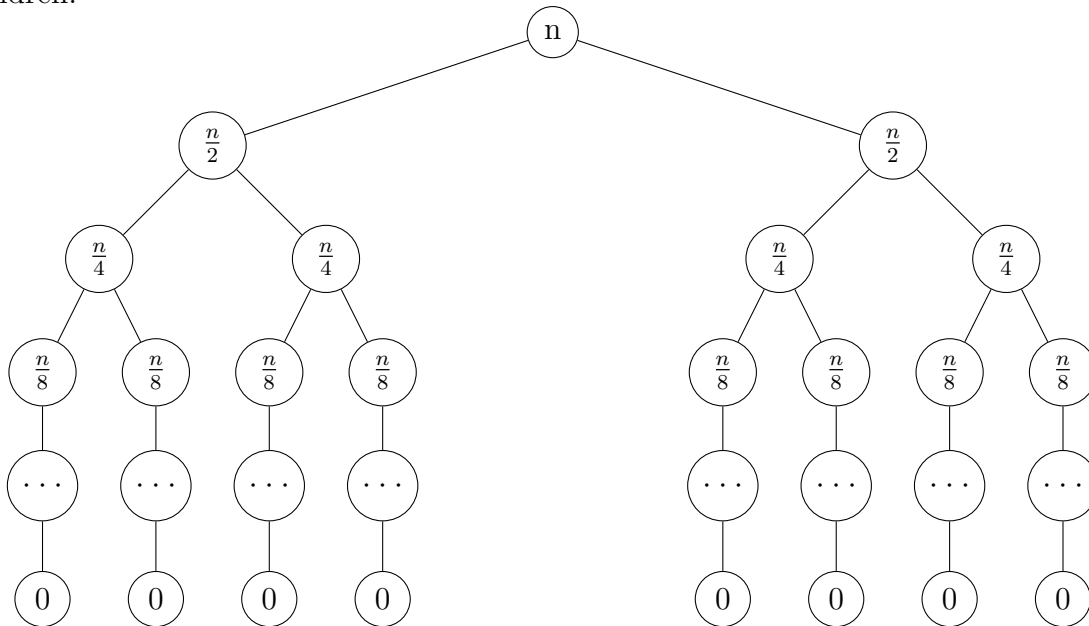 n
n/2 n/2
n/4 n/4 n/4 n/4
n/8 n/8 n/8 n/8 n/8 n/8 n/8 n/8
... ... ... ... ... ... ... ...
0 0 0 0 0 0 0 0